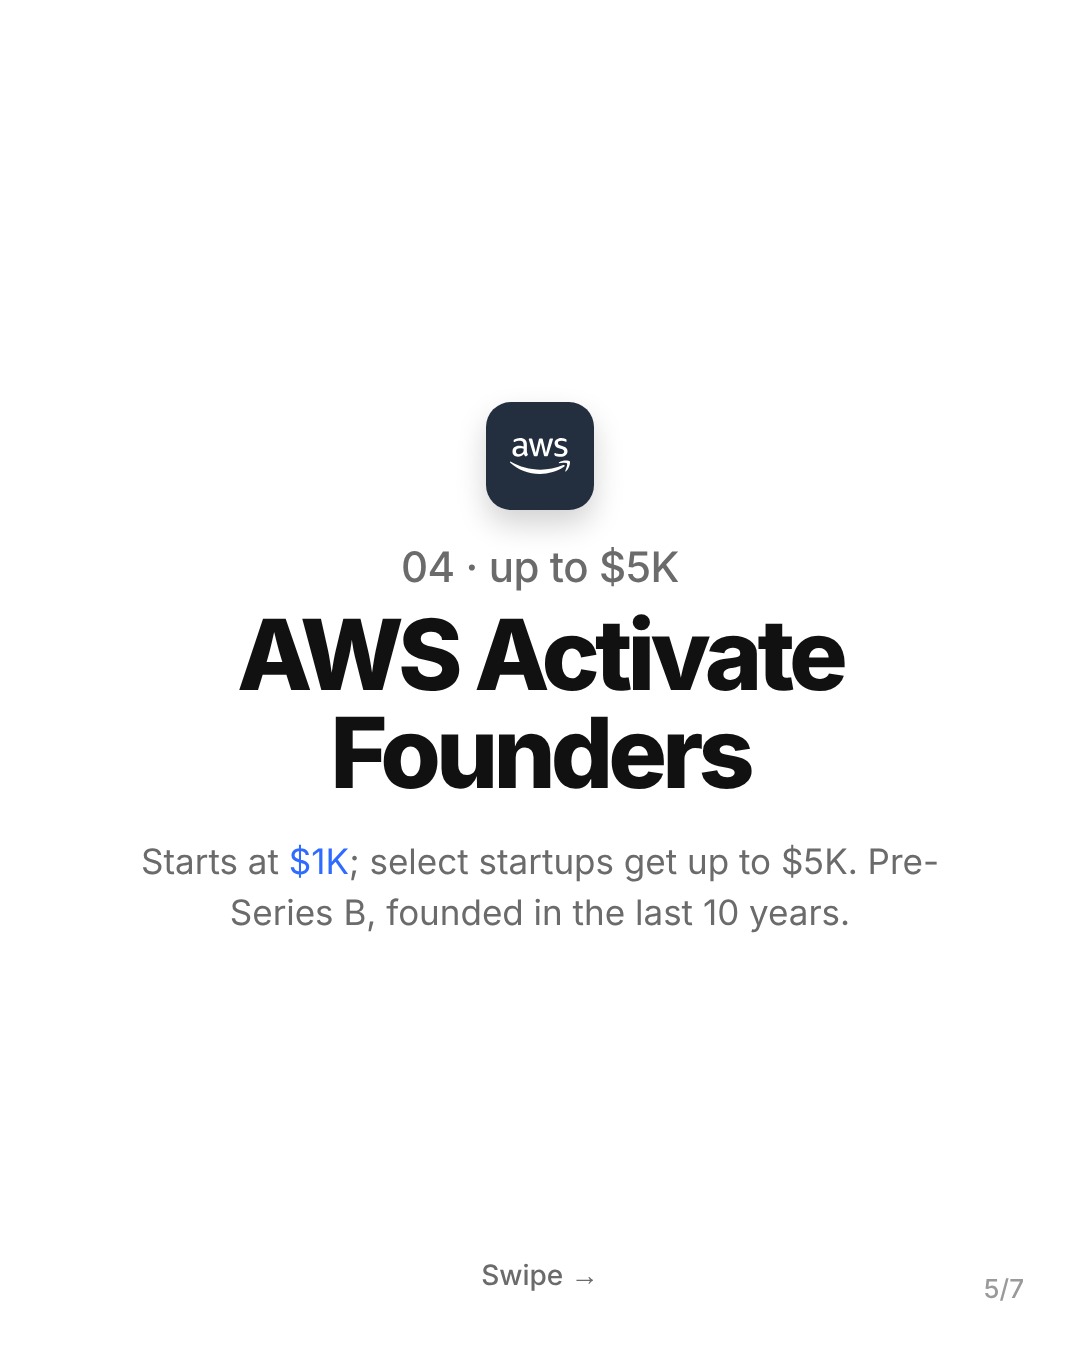 aws
04 · up to $5K
AWS Activate
Founders
Starts at $1K; select startups get up to $5K. Pre-
Series B, founded in the last 10 years.
Swipe →
5/7